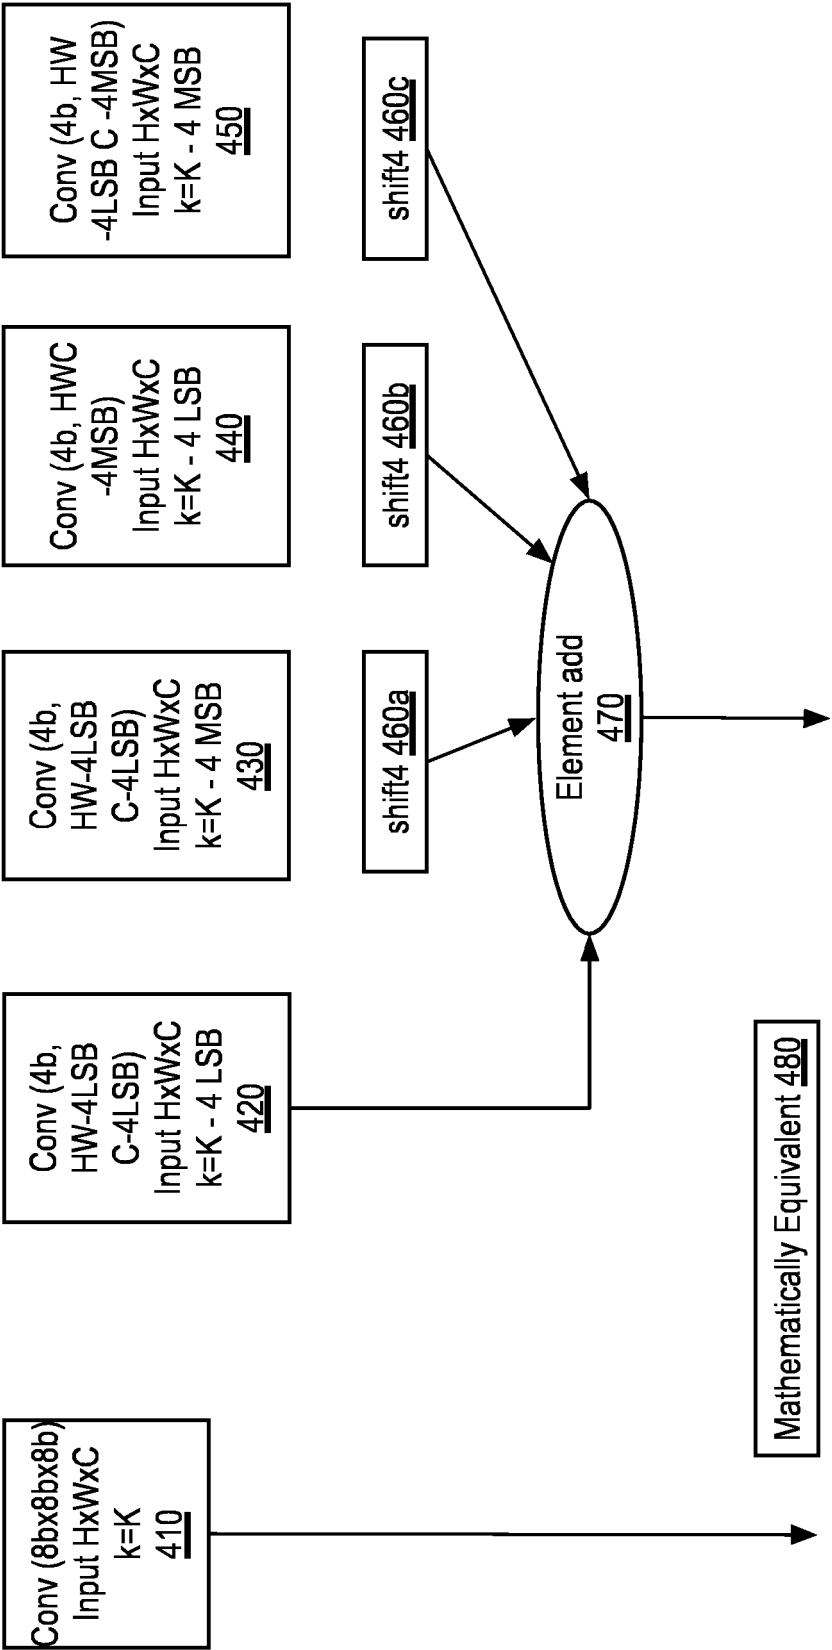 Conv (8bx8bx8b)
Input HxWxC
k=K
410
Conv (4b,
HW-4LSB
C-4LSB)
Input HxWxC
k=K - 4 LSB
420
Conv (4b,
HW-4LSB
C-4LSB)
Input HxWxC
k=K - 4 MSB
430
Conv (4b, HWC
-4MSB)
Input HxWxC
k=K - 4 LSB
440
Conv (4b, HW
-4LSB C -4MSB)
Input HxWxC
k=K - 4 MSB
450
shift4 460a
shift4 460b
shift4 460c
Element add
470
Mathematically Equivalent 480